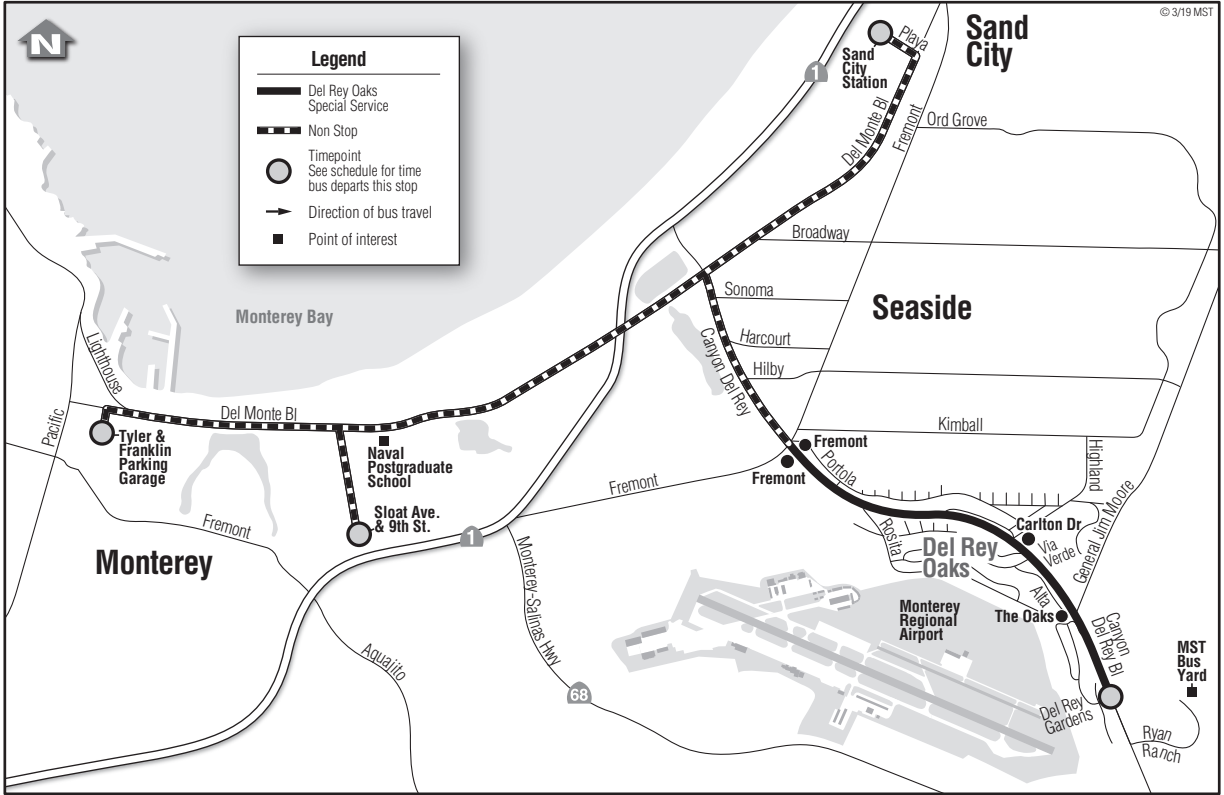 © 3/19 MST
N
Legend
Del Rey Oaks
Special Service
Non Stop
Timepoint
See schedule for time
bus departs this stop
Direction of bus travel
Point of interest
Sand
City
Station
Playa
Sand
City
1
Del Monte Bl
Fremont
Ord Grove
Broadway
Sonoma
Seaside
Harcourt
Hilby
Canyon Del Rey
Kimball
Monterey Bay
Lighthouse
Pacific
Del Monte Bl
Tyler &
Franklin
Parking
Garage
Naval
Postgraduate
School
Sloat Ave.
& 9th St.
Fremont
Monterey
1
Fremont
Fremont
Fremont
Portola
Highland
General Jim Moore
Rosita
Del Rey
Oaks
Carlton Dr
Via
Verde
Alta
The Oaks
Monterey
Regional
Airport
Canyon
Del Rey Bl
MST
Bus
Yard
Del Rey
Gardens
Ryan
Ranch
Monterey-Salinas Hwy
68
Aquajito